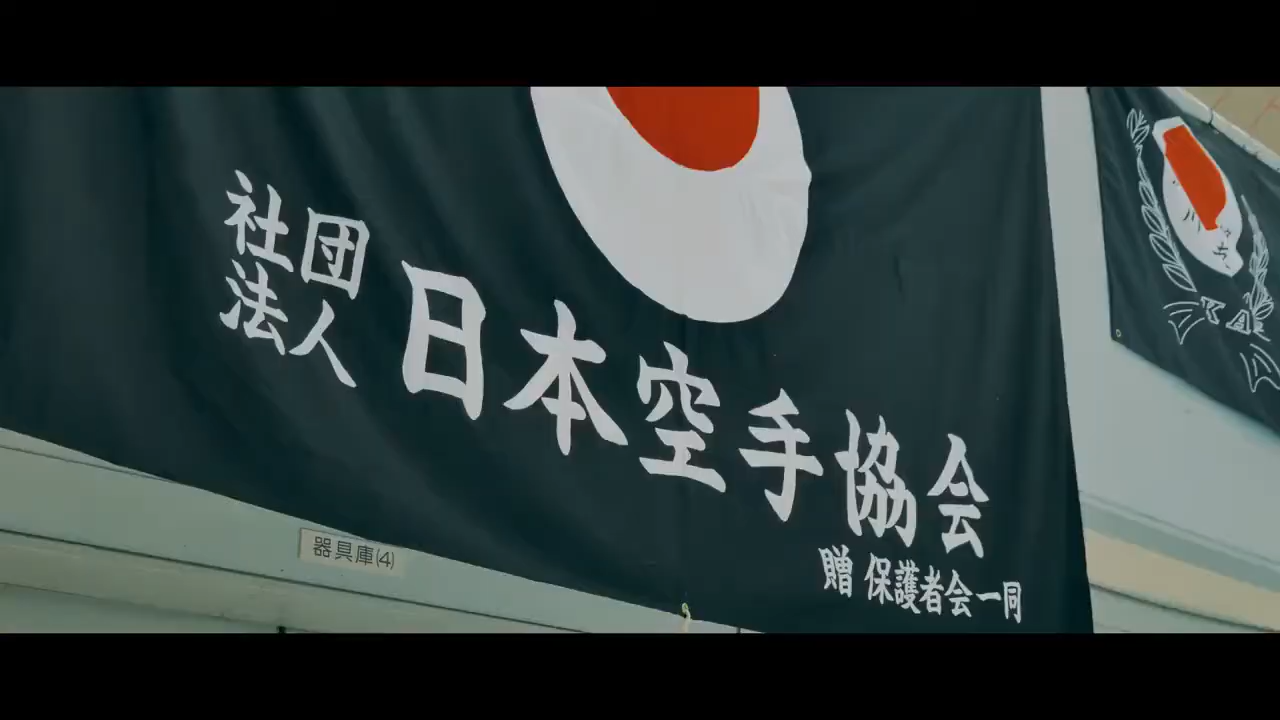 社団
法人
日本空手協会
贈 保護者会一同
器具庫(4)